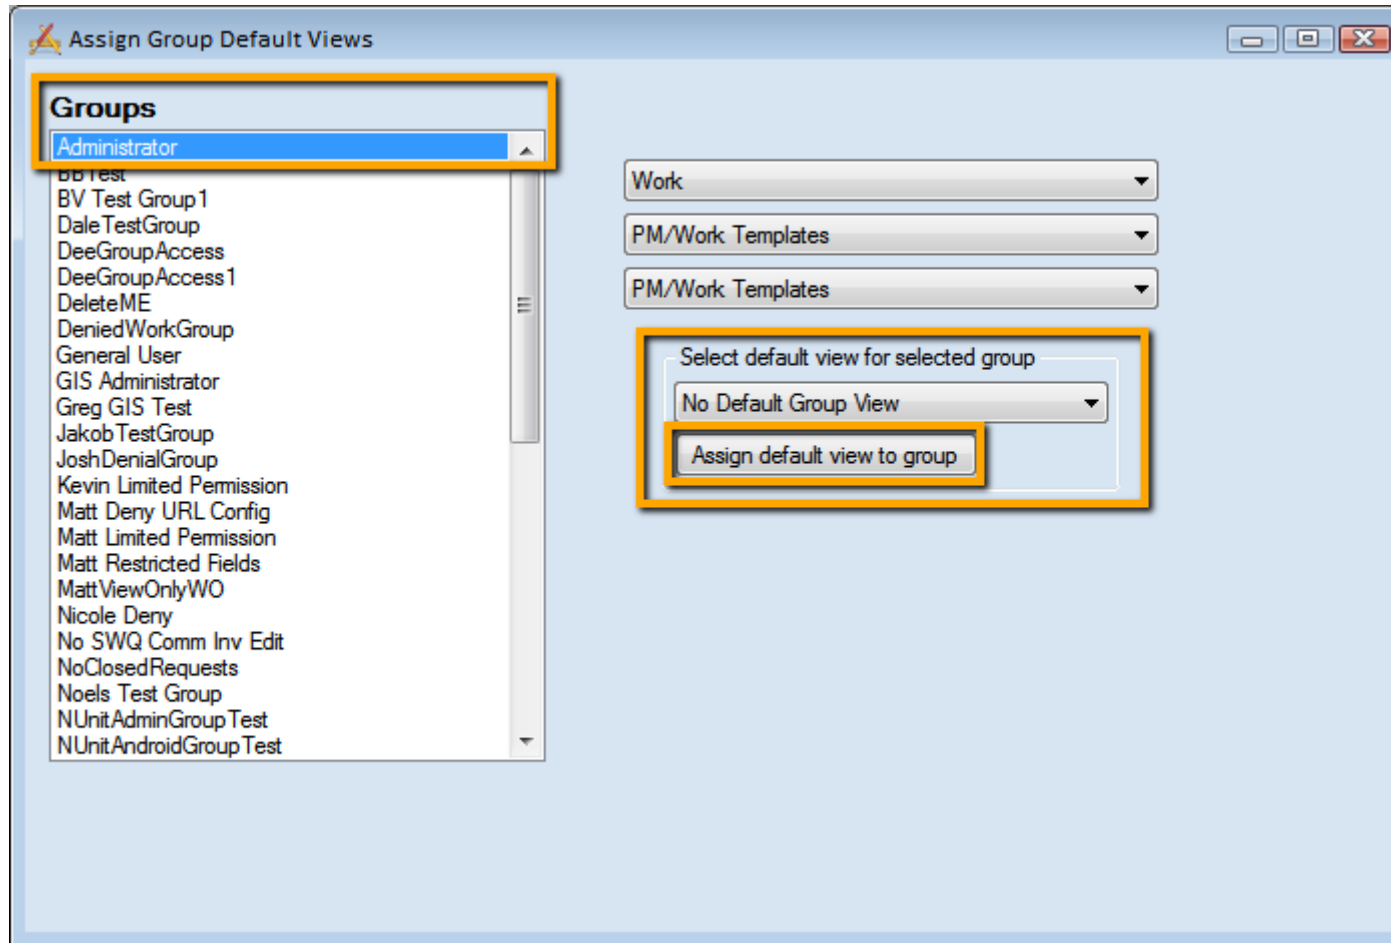 Assign Group Default Views
Groups
Administrator
BBTest
BV Test Group1
DaleTestGroup
DeeGroupAccess
DeeGroupAccess1
DeleteME
DeniedWorkGroup
General User
GIS Administrator
Greg GIS Test
JakobTestGroup
JoshDenialGroup
Kevin Limited Permission
Matt Deny URL Config
Matt Limited Permission
Matt Restricted Fields
MattViewOnlyWO
Nicole Deny
No SWQ Comm Inv Edit
NoClosedRequests
Noels Test Group
NUnitAdminGroupTest
NUnitAndroidGroupTest
Work
PM/Work Templates
PM/Work Templates
Select default view for selected group
No Default Group View
Assign default view to group